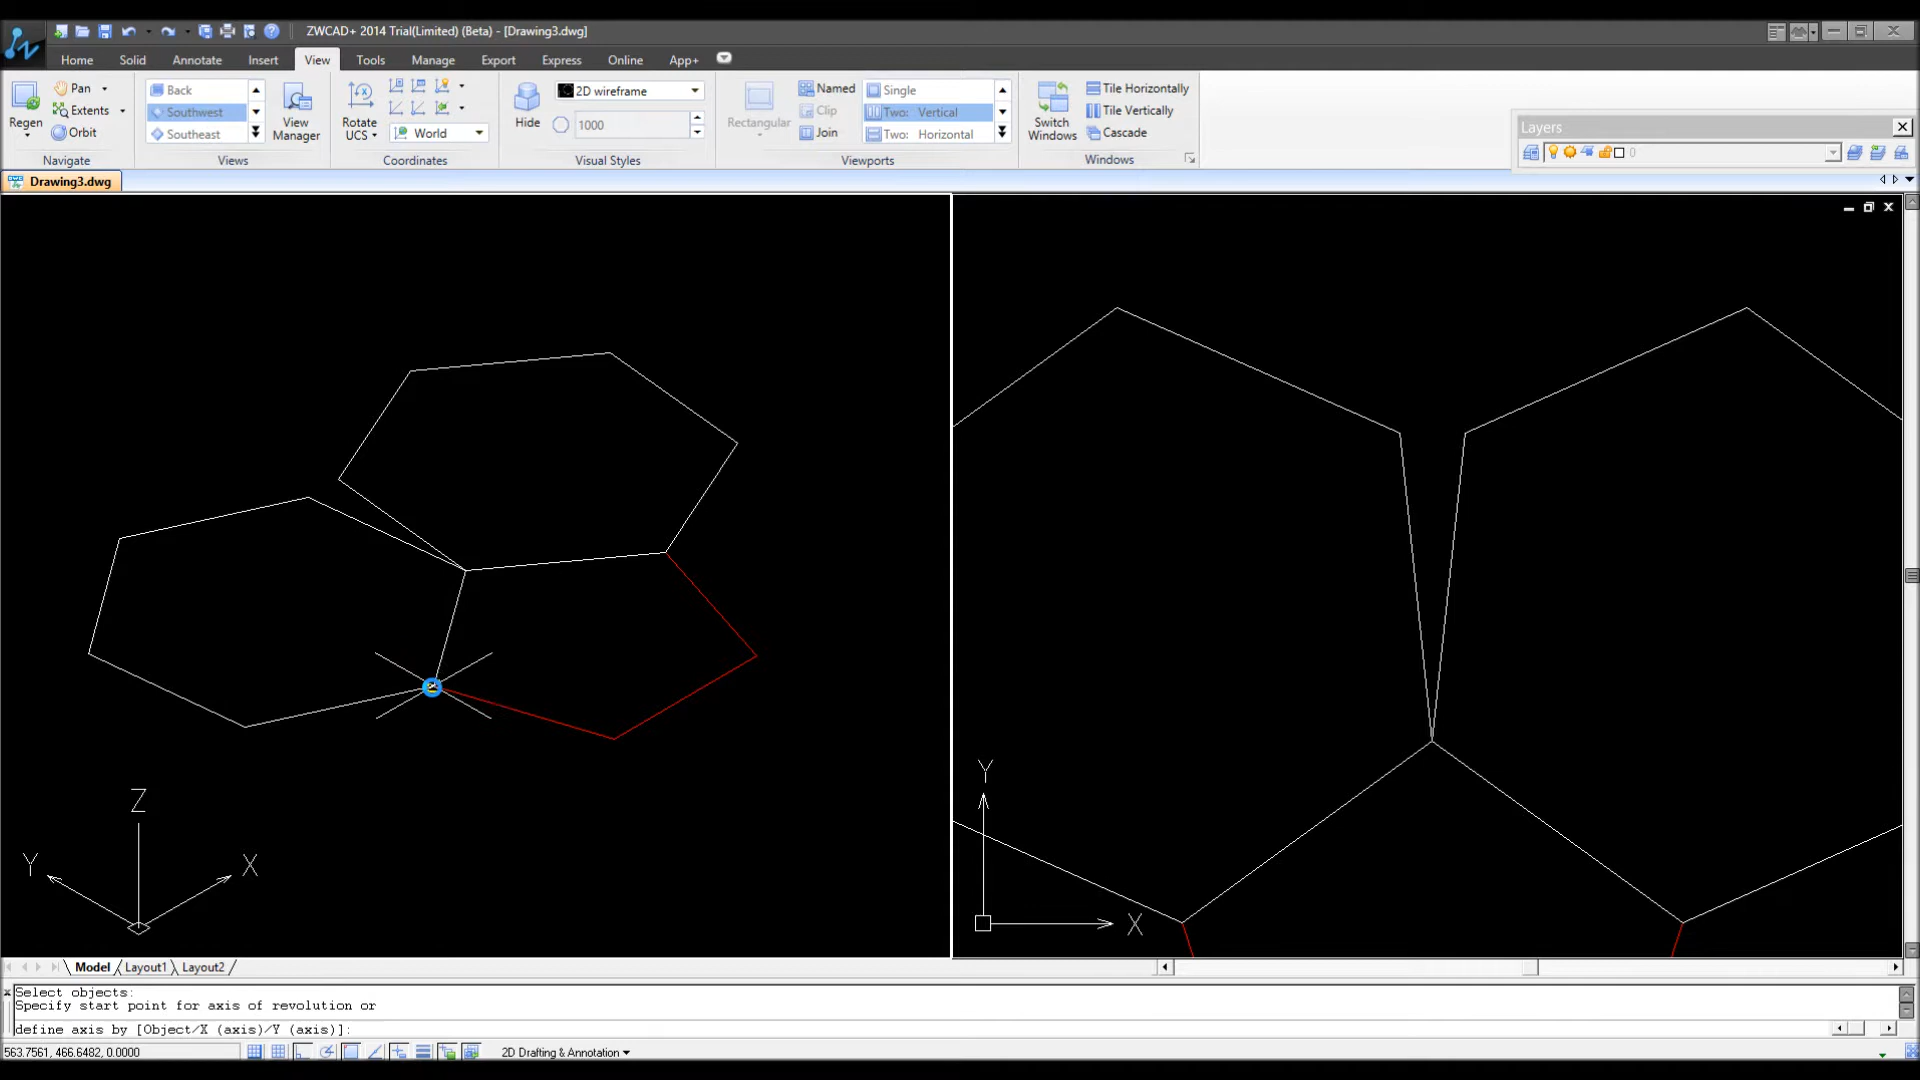 ZWCAD+ 2014 Trial(Limited) (Beta) - [Drawing3.dwg]
Home Solid Annotate Insert View Tools Manage Export Express Online App+
Regen
Pan
Extents
Orbit
Navigate
Back
Southwest
Southeast
Views
View Manager
Rotate UCS
World
Coordinates
Hide
2D wireframe
1000
Visual Styles
Rectangular
Named
Clip
Join
Single
Two: Vertical
Two: Horizontal
Viewports
Switch Windows
Tile Horizontally
Tile Vertically
Cascade
Windows
Layers
0
Drawing3.dwg
Z
Y
X
Y
X
Model Layout1 Layout2
Select objects:
Specify start point for axis of revolution or
define axis by [Object/X (axis)/Y (axis)]:
563.7561, 466.6482, 0.0000
2D Drafting & Annotation